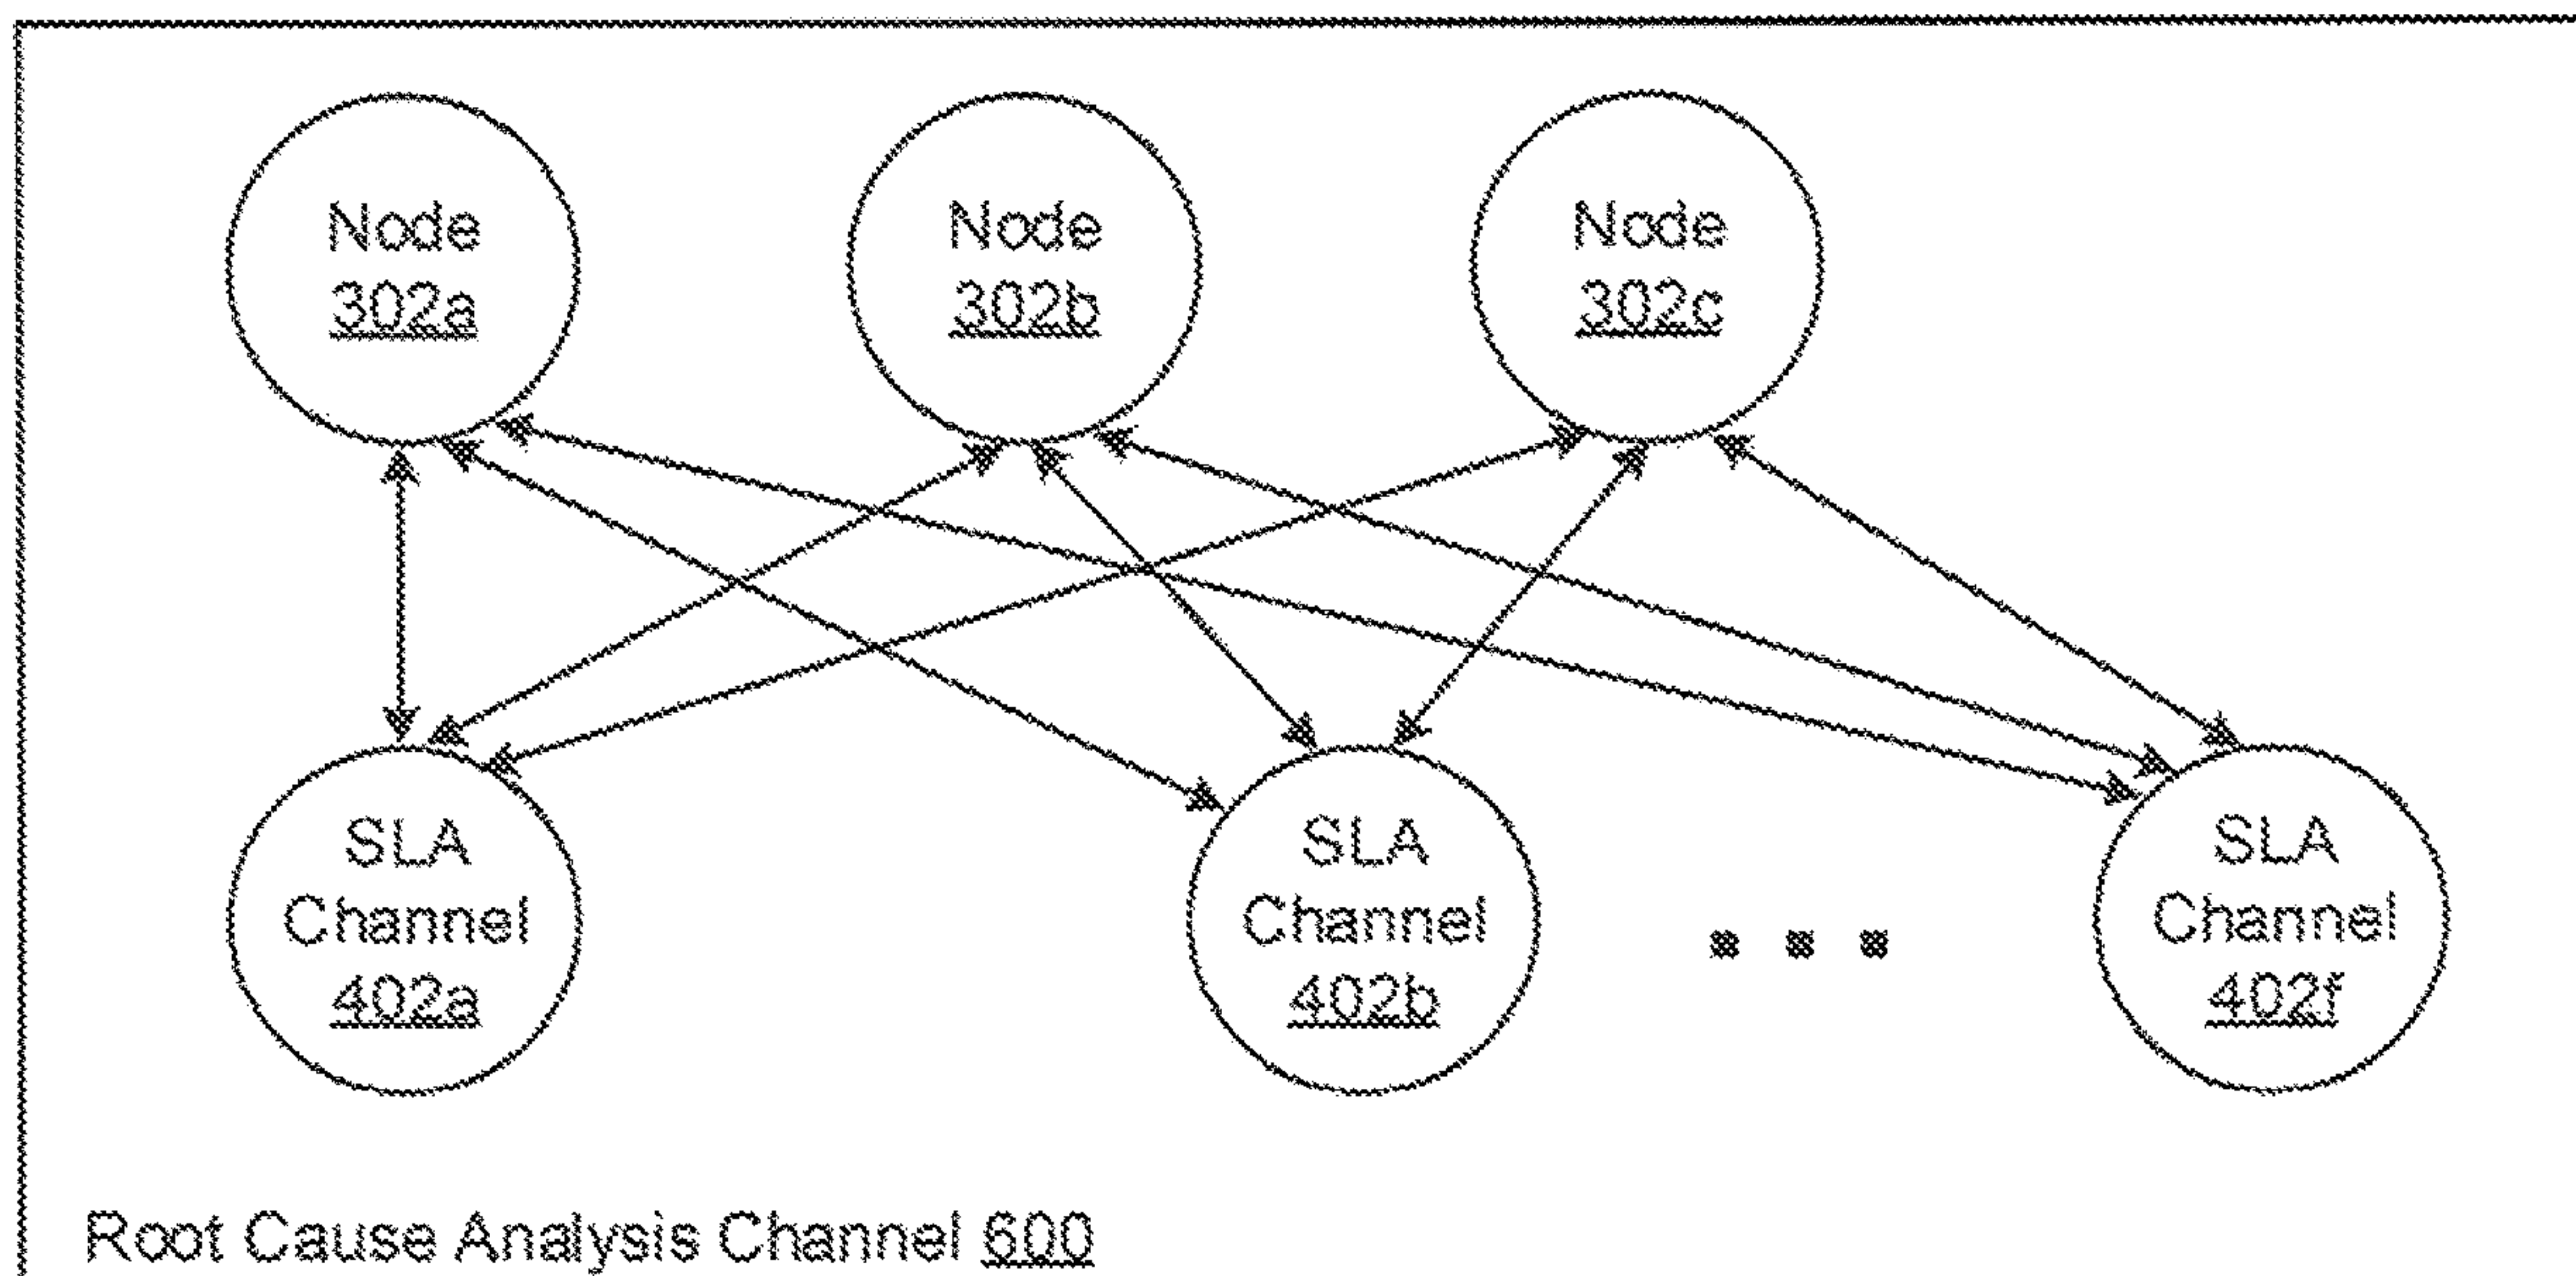 Node
302a
Node
302b
Node
302c
SLA
Channel
402a
SLA
Channel
402b
SLA
Channel
402f
Root Cause Analysis Channel 600